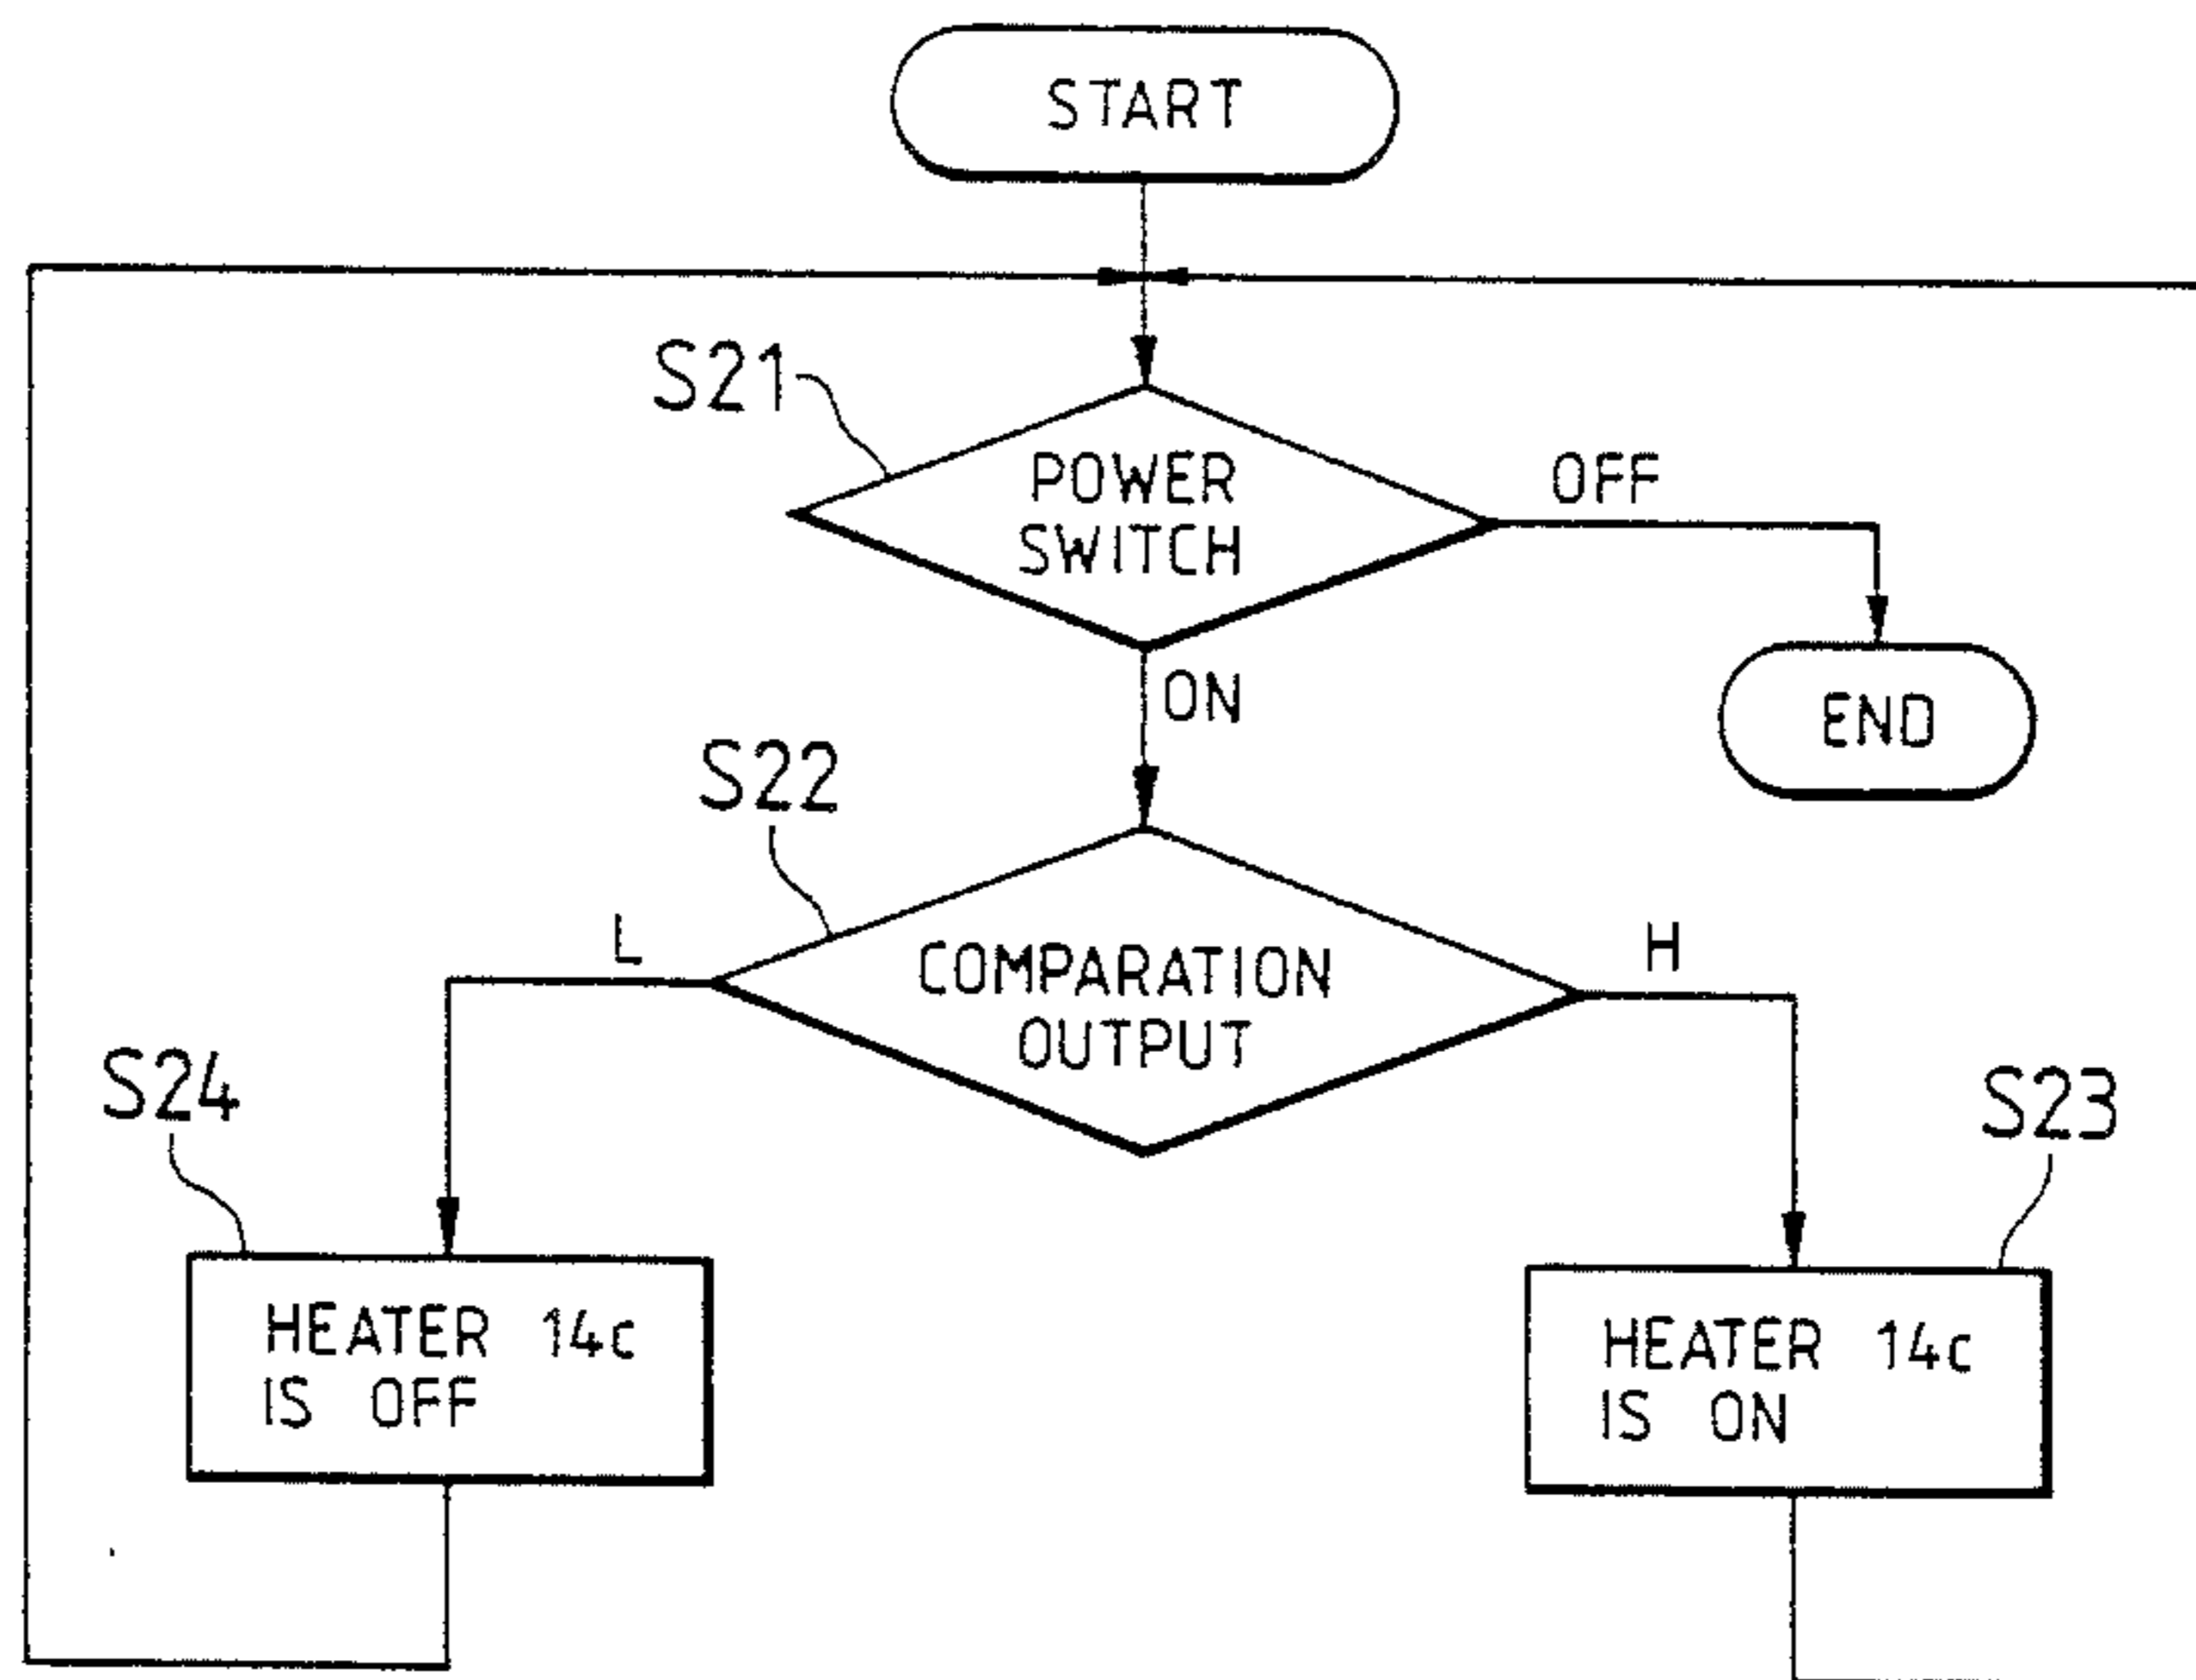 START
S21
POWER
SWITCH
OFF
ON
END
S22
L
COMPARATION
OUTPUT
H
S24
S23
HEATER 14c
IS OFF
HEATER 14c
IS ON